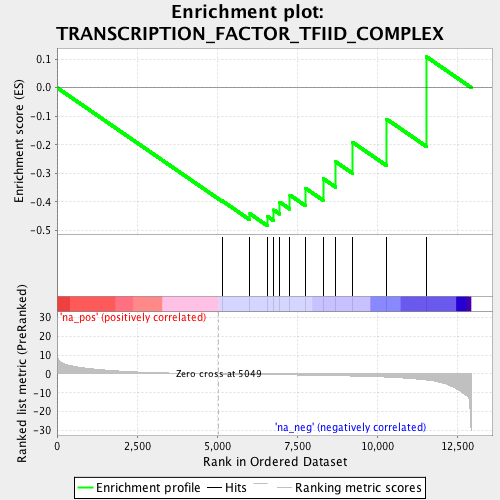 Enrichment plot:
TRANSCRIPTION_FACTOR_TFIID_COMPLEX
Enrichment score (ES)
0.1
0.0
-0.1
-0.2
-0.3
-0.4
-0.5
Ranked list metric (PreRanked)
30
20
10
0
-10
-20
-30
'na_pos' (positively correlated)
Zero cross at 5049
'na_neg' (negatively correlated)
0
2,500
5,000
7,500
10,000
12,500
Rank in Ordered Dataset
Enrichment profile
Hits
Ranking metric scores